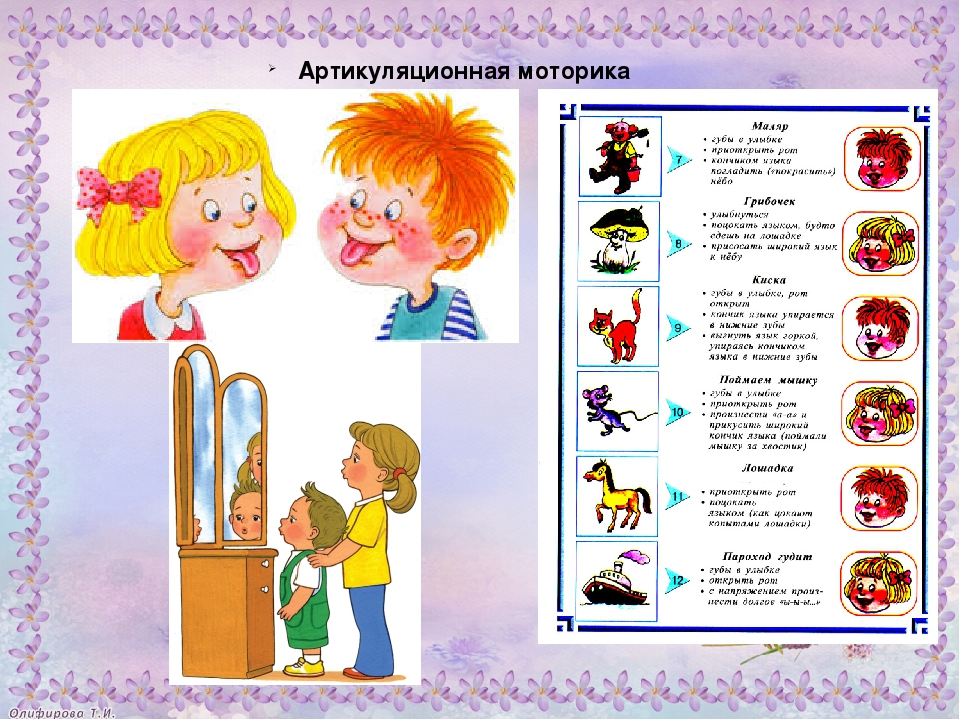 Артикуляционная моторика
7
Маляр
• губы в улыбке
• приоткрыть рот
• кончиком языка
погладить («покрасить»)
нёбо
8
Грибочек
• улыбнуться
• поцокать языком, будто
едешь на лошадке
• присосать широкий язык
к нёбу
9
Киска
• губы в улыбке, рот
открыт
• кончик языка упирается
в нижние зубы
• выгнуть язык горкой,
упираясь кончиком
языка в нижние зубы
10
Поймаем мышку
• губы в улыбке
• приоткрыть рот
• произнести «а-а» и
прикусить широкий
кончик языка (поймали
мышку за хвостик)
11
Лошадка
• приоткрыть рот
• поцокать
языком (как цокают
копытами лошадки)
12
Пароход гудит
• губы в улыбке
• открыть рот
• с напряжением произ-
нести долгое «ы-ы-ы...»
Олифирова Т.И.